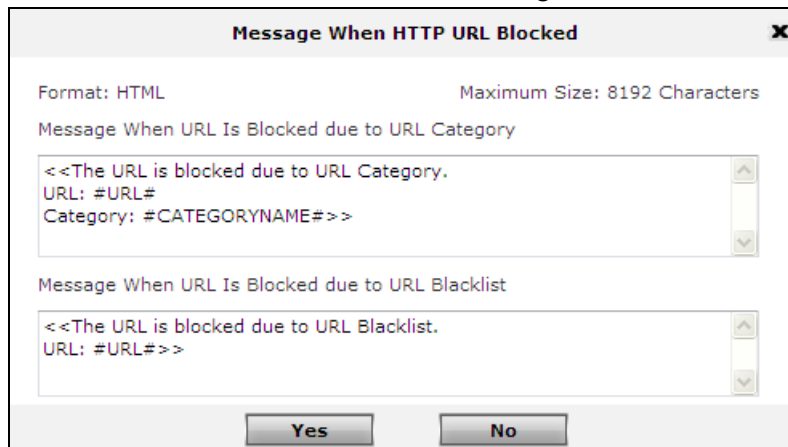 Message When HTTP URL Blocked X
Format: HTML Maximum Size: 8192 Characters
Message When URL Is Blocked due to URL Category
<<The URL is blocked due to URL Category.
URL: #URL#
Category: #CATEGORYNAME#>>
Message When URL Is Blocked due to URL Blacklist
<<The URL is blocked due to URL Blacklist.
URL: #URL#>>
Yes No